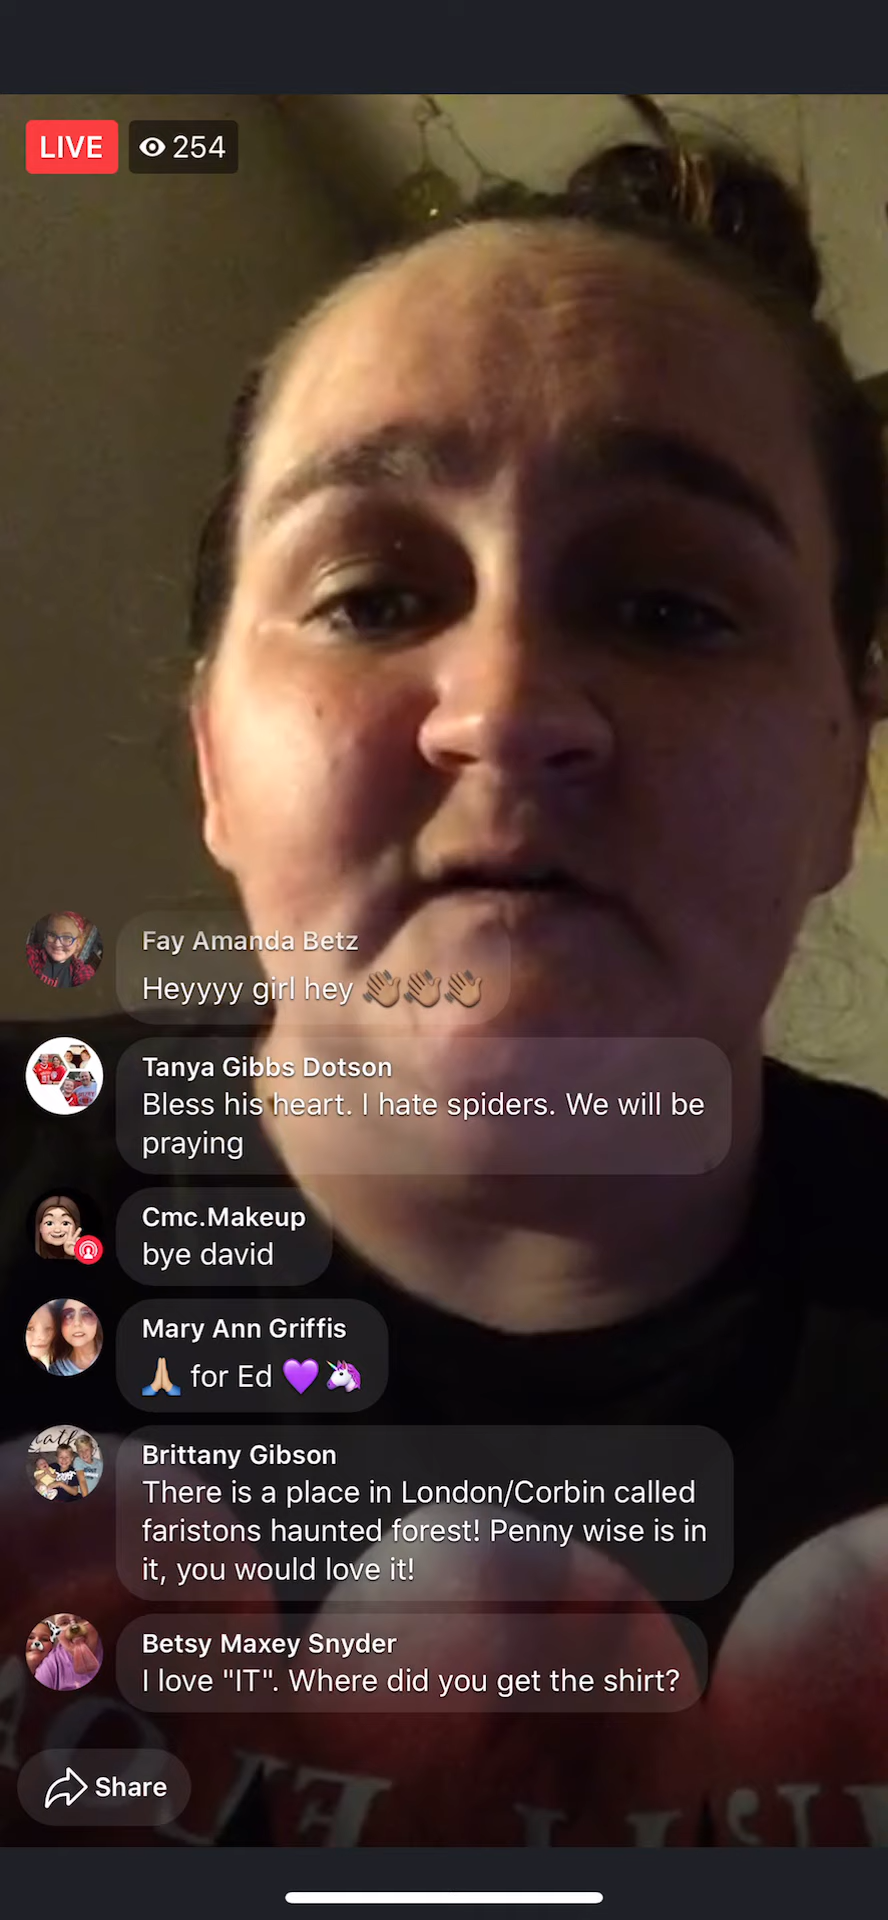 LIVE 254
Fay Amanda Betz
Heyyyy girl hey 👋🏽👋🏽👋🏽
Tanya Gibbs Dotson
Bless his heart. I hate spiders. We will be
praying
Cmc.Makeup
bye david
Mary Ann Griffis
🙏🏼 for Ed 💜🦄
Brittany Gibson
There is a place in London/Corbin called
faristons haunted forest! Penny wise is in
it, you would love it!
Betsy Maxey Snyder
I love "IT". Where did you get the shirt?
Share